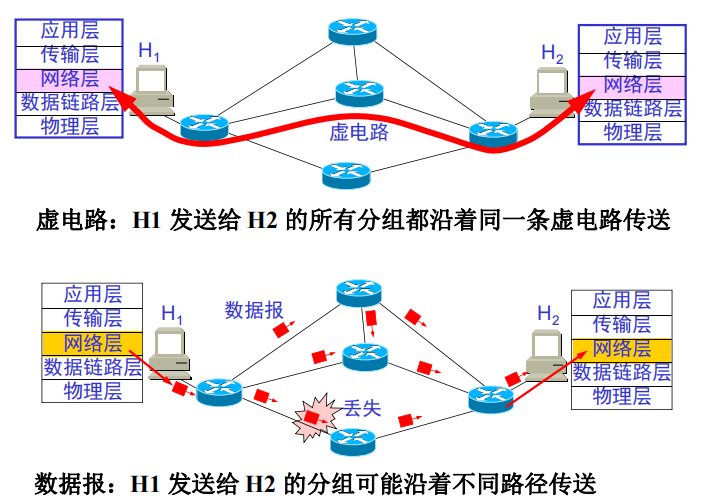 应用层
传输层
网络层
数据链路层
物理层
H1
虚电路
H2
应用层
传输层
网络层
数据链路层
物理层
虚电路：H1 发送给 H2 的所有分组都沿着同一条虚电路传送
应用层
传输层
网络层
数据链路层
物理层
H1
数据报
丢失
H2
应用层
传输层
网络层
数据链路层
物理层
数据报：H1 发送给 H2 的分组可能沿着不同路径传送